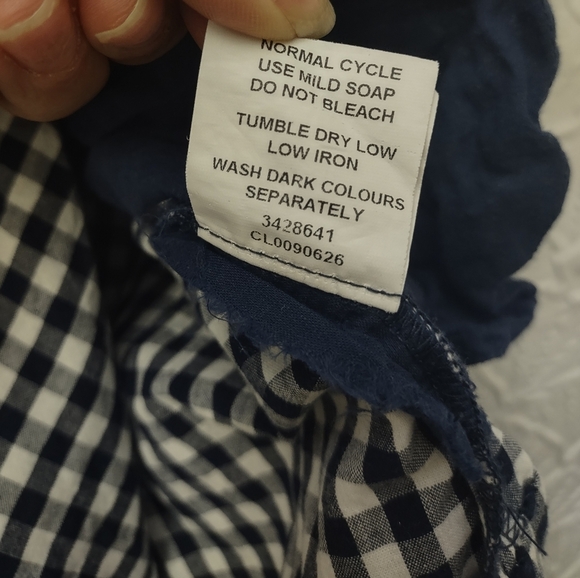 NORMAL CYCLE
USE MILD SOAP
DO NOT BLEACH
TUMBLE DRY LOW
LOW IRON
WASH DARK COLOURS
SEPARATELY
3428641
CL0090626